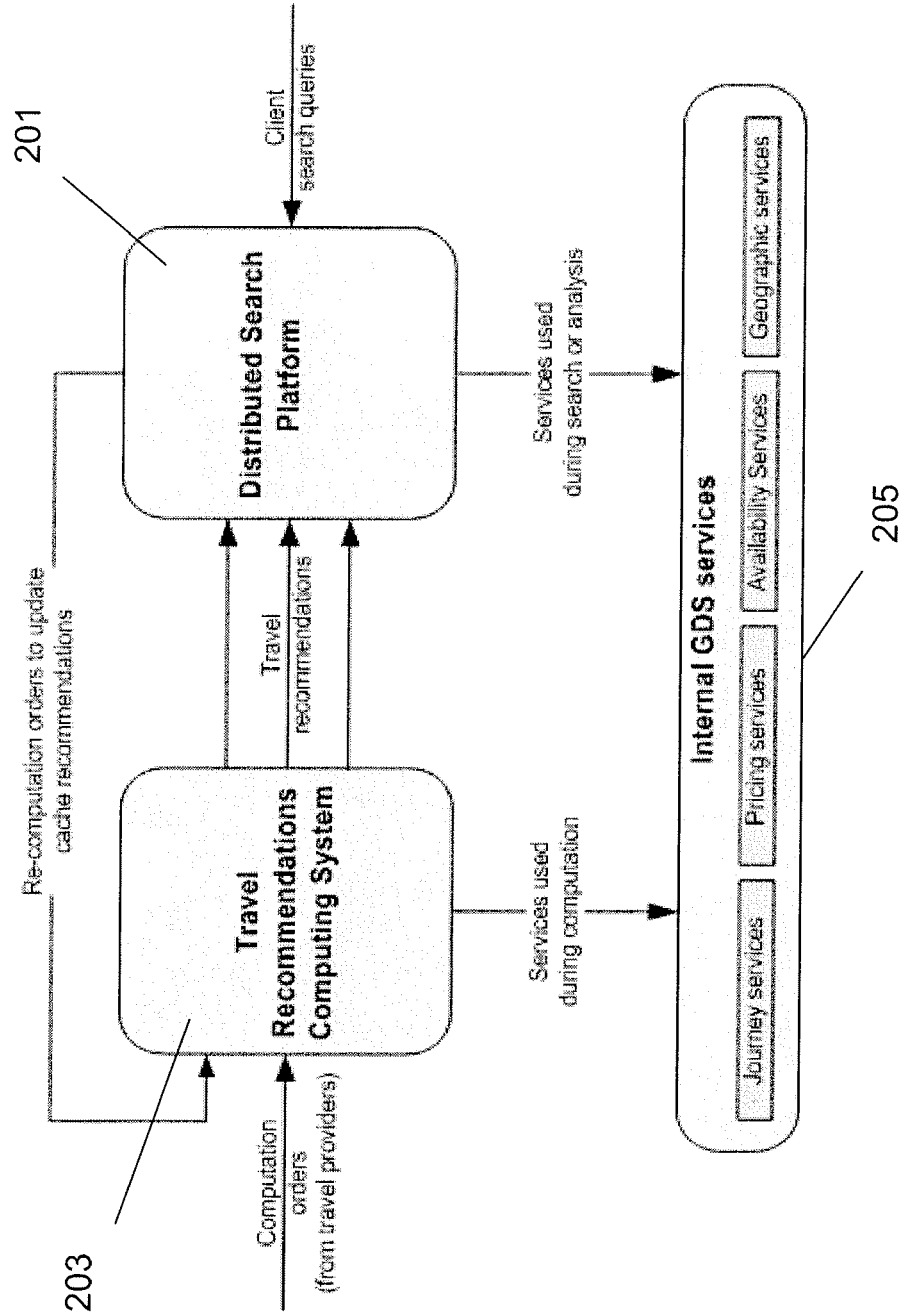 Re-computation orders to update
cache recommendations
201
203
Computation
orders
(from travel providers)
Travel
Recommendations
Computing System
Travel
recommendations
Distributed Search
Platform
Client
search queries
Services used
during computation
Services used
during search or analysis
Internal GDS services
Journey services
Pricing services
Availability Services
Geographic services
205